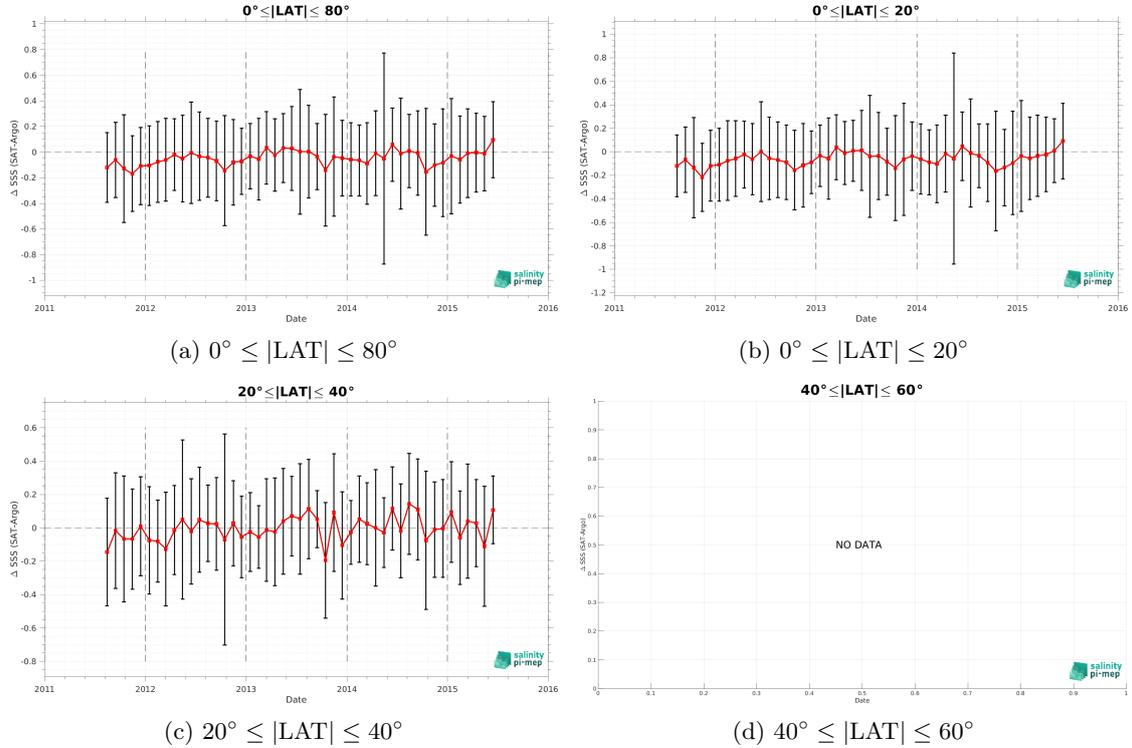 0°≤|LAT|≤ 80°
1
0.8
0.6
0.4
0.2
0
-0.2
-0.4
-0.6
-0.8
-1
Δ SSS (SAT-Argo)
2011 2012 2013 2014 2015 2016
Date
salinity
pi-mep
(a) 0° ≤ |LAT| ≤ 80°
0°≤|LAT|≤ 20°
1
0.8
0.6
0.4
0.2
0
-0.2
-0.4
-0.6
-0.8
-1
-1.2
Δ SSS (SAT-Argo)
2011 2012 2013 2014 2015 2016
Date
salinity
pi-mep
(b) 0° ≤ |LAT| ≤ 20°
20°≤|LAT|≤ 40°
0.6
0.4
0.2
0
-0.2
-0.4
-0.6
-0.8
Δ SSS (SAT-Argo)
2011 2012 2013 2014 2015 2016
Date
salinity
pi-mep
(c) 20° ≤ |LAT| ≤ 40°
40°≤|LAT|≤ 60°
1
0.9
0.8
0.7
0.6
0.5
0.4
0.3
0.2
0.1
0
Δ SSS (SAT-Argo)
NO DATA
0 0.1 0.2 0.3 0.4 0.5 0.6 0.7 0.8 0.9 1
Date
salinity
pi-mep
(d) 40° ≤ |LAT| ≤ 60°